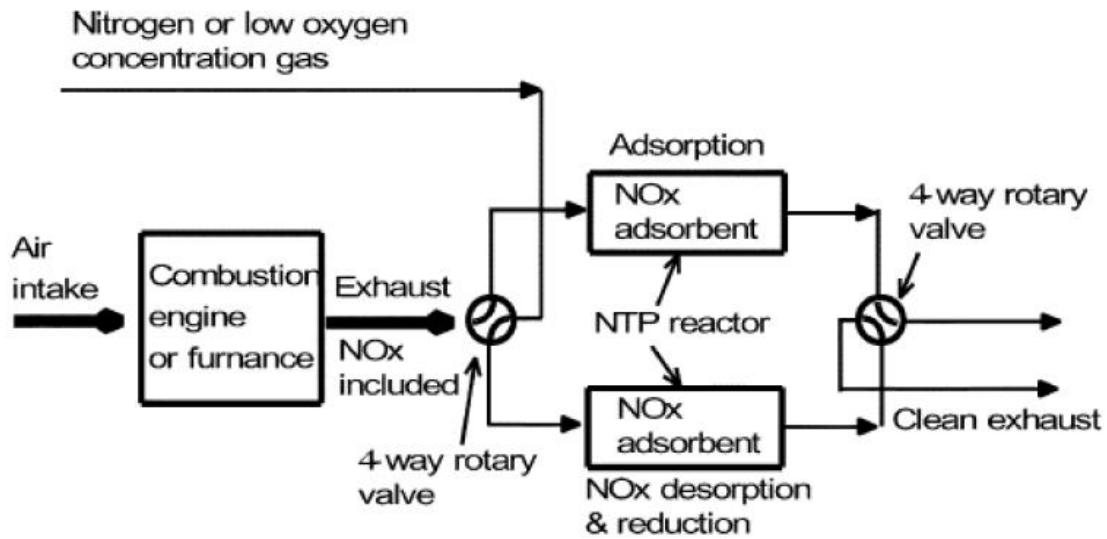 Nitrogen or low oxygen
concentration gas
Adsorption
NOx
adsorbent
4-way rotary
valve
Air
intake
Combustion
engine
or furnance
Exhaust
NOx
included
NTP reactor
NOx
adsorbent
Clean exhaust
4-way rotary
valve
NOx desorption
& reduction